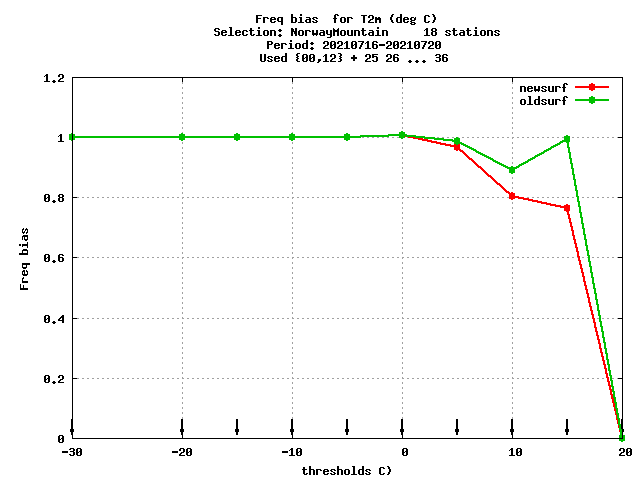 Freq bias  for T2m (deg C)
Selection: NorwayMountain     18 stations
Period: 20210716-20210720
Used {00,12} + 25 26 ... 36
newsurf
oldsurf
1.2
1
0.8
0.6
0.4
0.2
0
Freq bias
-30
-20
-10
0
10
20
thresholds C)